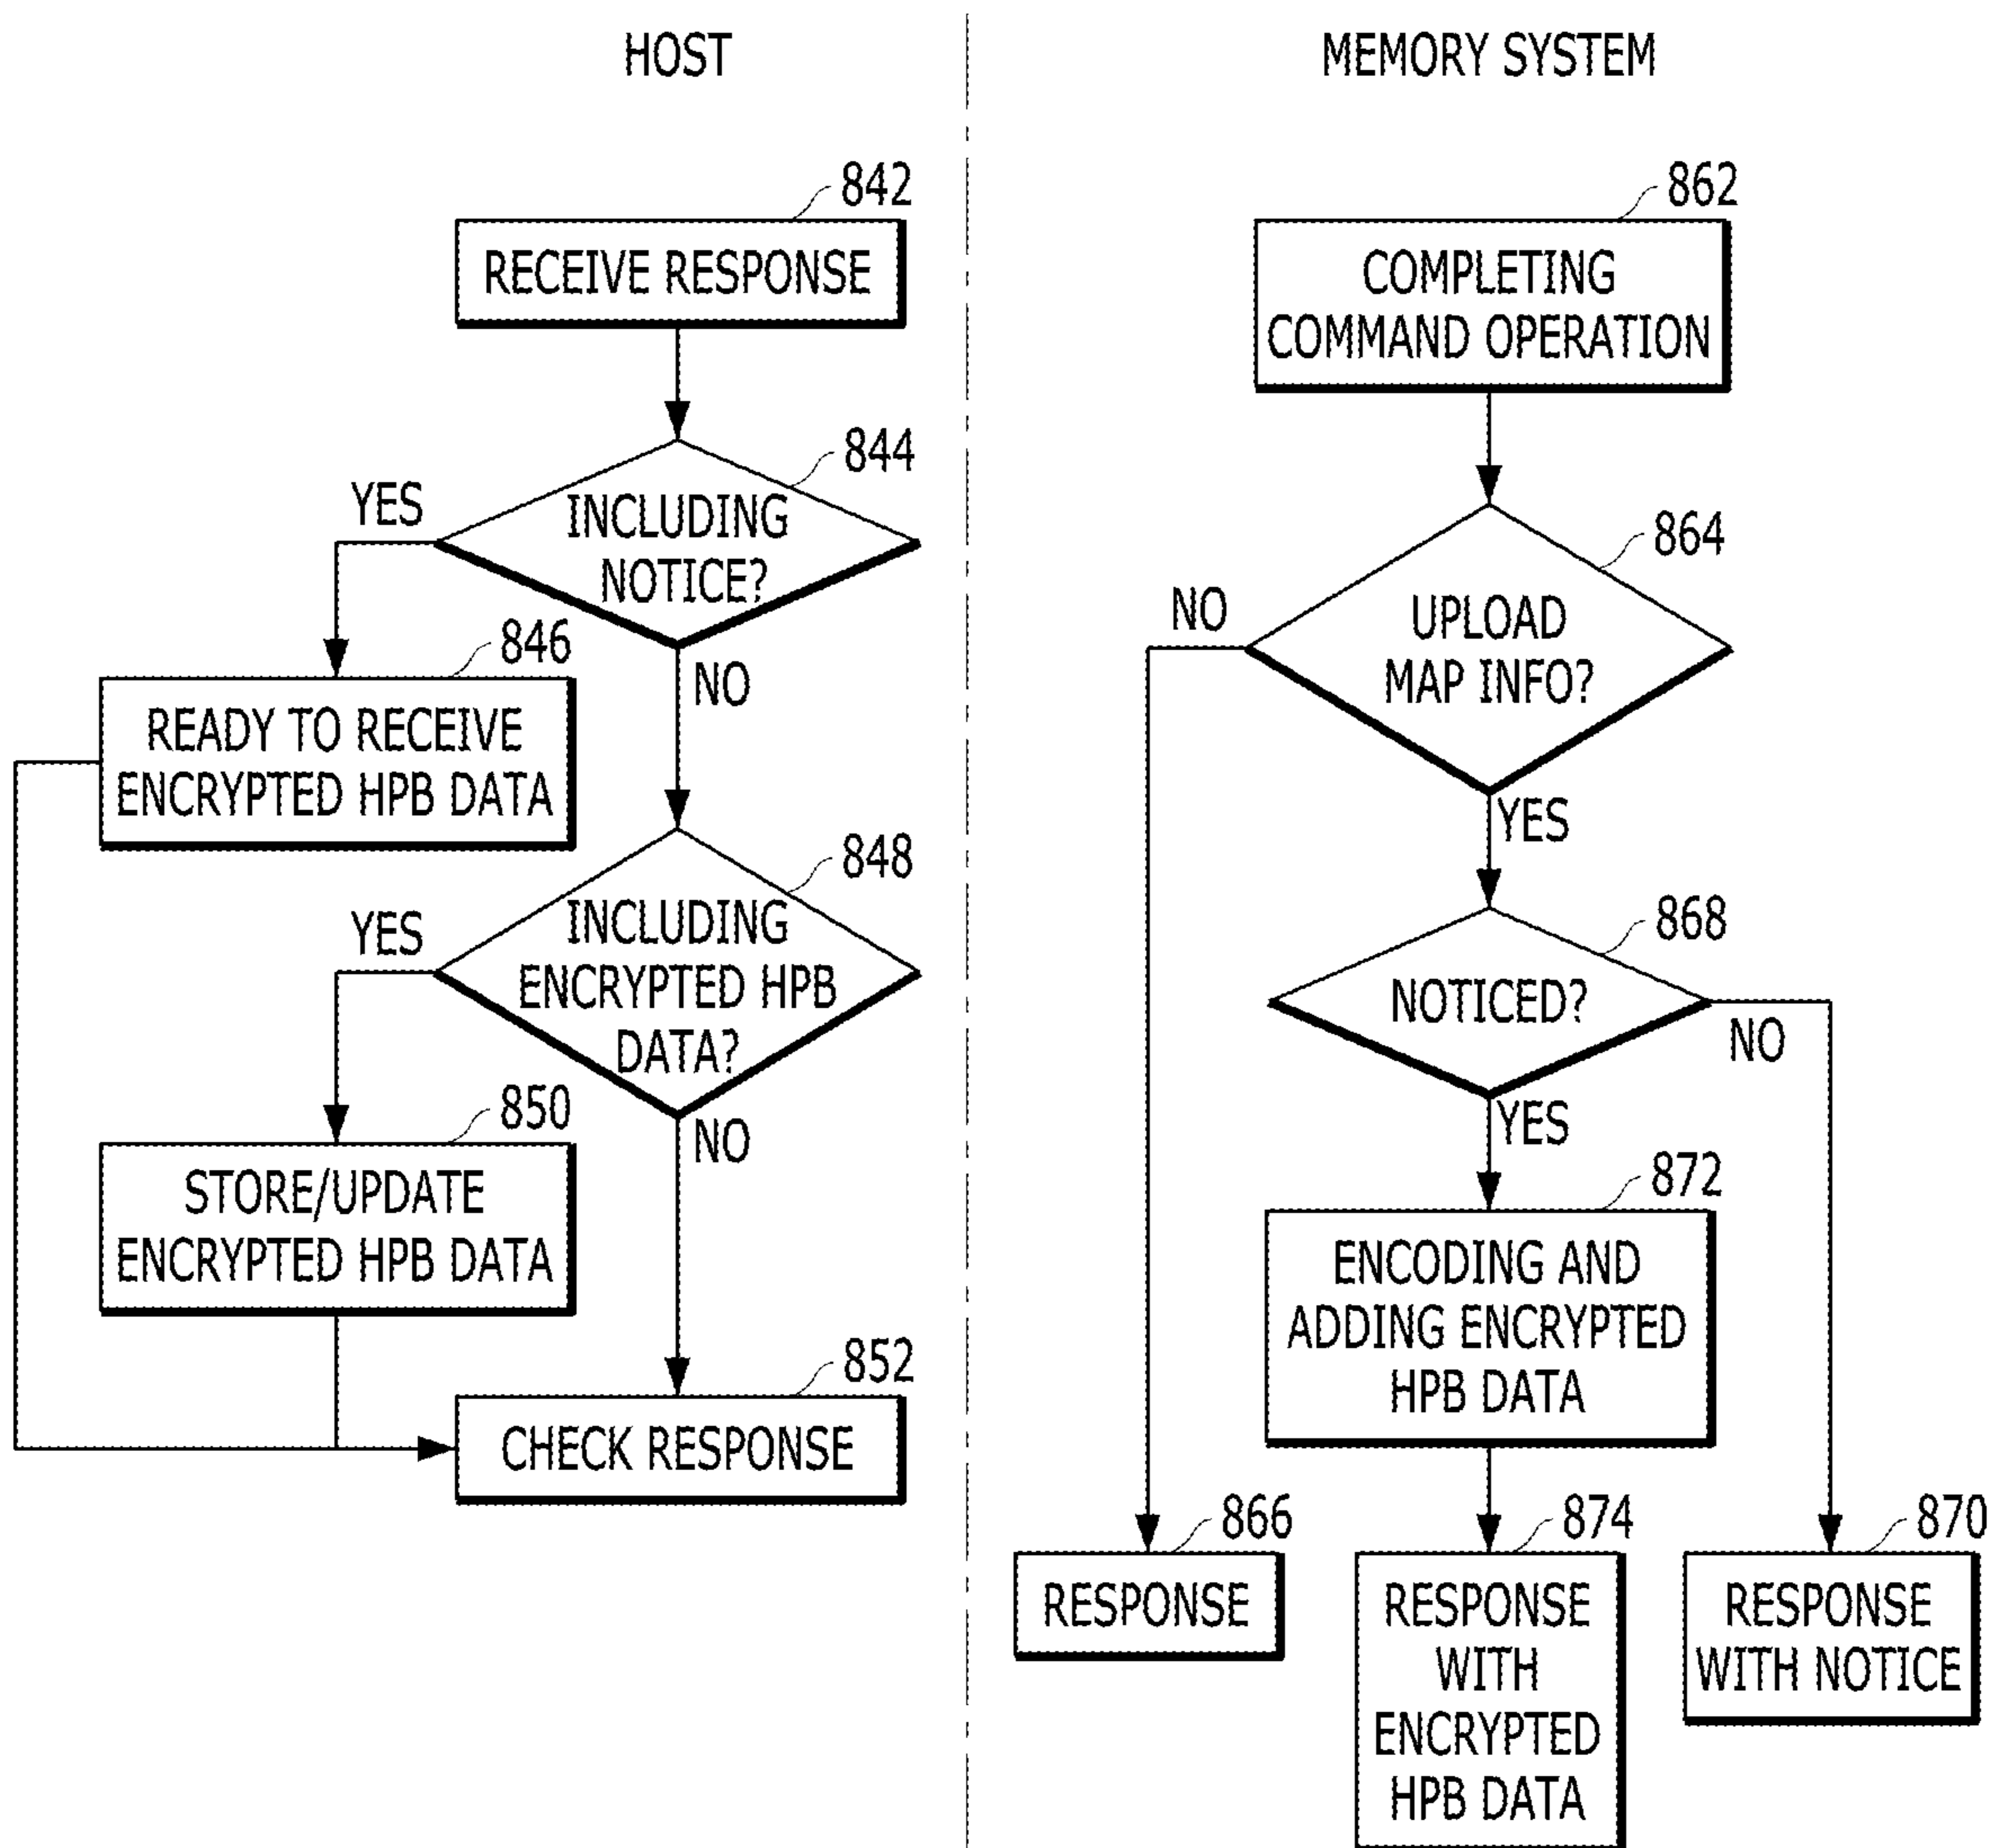 HOST
842
RECEIVE RESPONSE
844
YES
INCLUDING
NOTICE?
846
NO
READY TO RECEIVE
ENCRYPTED HPB DATA
848
YES
INCLUDING
ENCRYPTED HPB
DATA?
850
NO
STORE/UPDATE
ENCRYPTED HPB DATA
852
CHECK RESPONSE
MEMORY SYSTEM
862
COMPLETING
COMMAND OPERATION
864
NO
UPLOAD
MAP INFO?
YES
868
NOTICED?
NO
YES
872
ENCODING AND
ADDING ENCRYPTED
HPB DATA
866
RESPONSE
874
RESPONSE
WITH
ENCRYPTED
HPB DATA
870
RESPONSE
WITH NOTICE